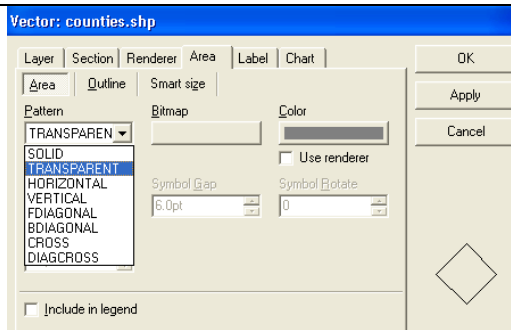 Vector: counties.shp
Layer Section Renderer Area Label Chart
OK
Area Outline Smart size
Apply
Pattern Bitmap Color
Cancel
TRANSPAREN
SOLID
Use renderer
TRANSPARENT
HORIZONTAL Symbol Gap Symbol Rotate
VERTICAL
FDIAGONAL 6.0pt 0
BDIAGONAL
CROSS
DIAGCROSS
Include in legend